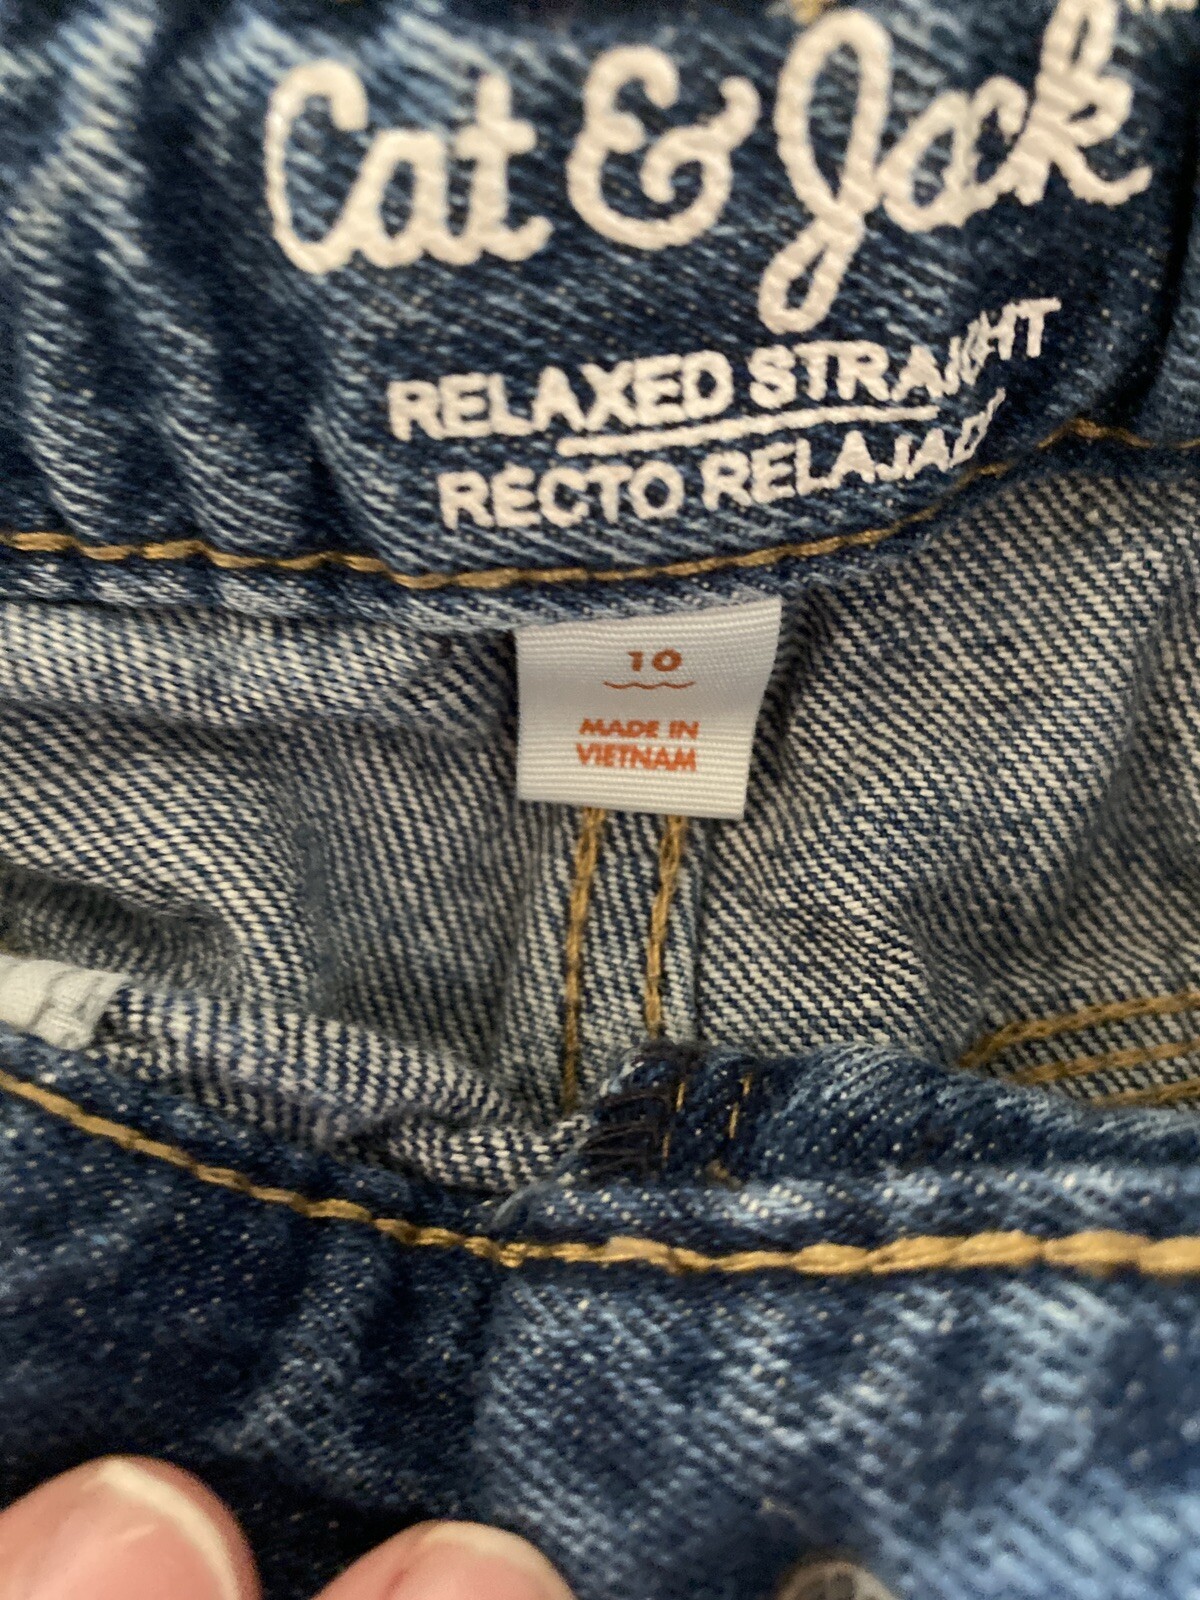 Cat & Jack
RELAXED STRAIGHT
RECTO RELAJADO
10
MADE IN
VIETNAM